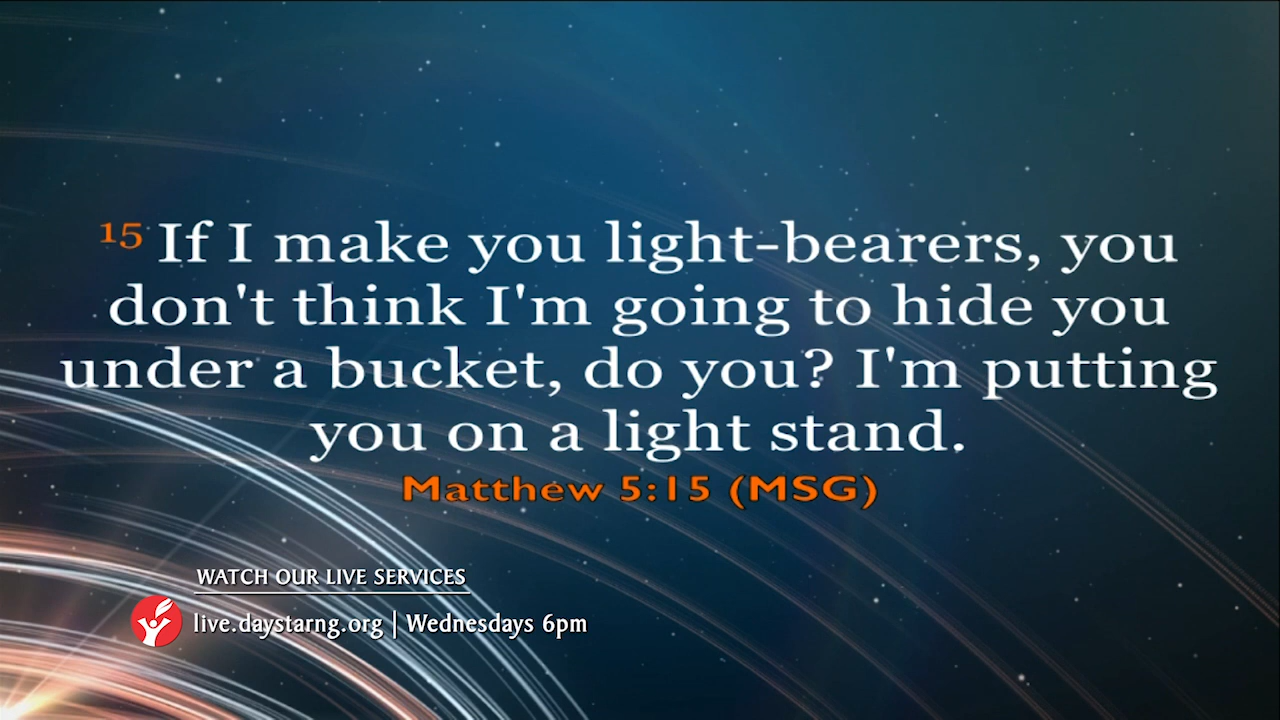 15 If I make you light-bearers, you
don't think I'm going to hide you
under a bucket, do you? I'm putting
you on a light stand.
Matthew 5:15 (MSG)
WATCH OUR LIVE SERVICES
live.daystarng.org | Wednesdays 6pm